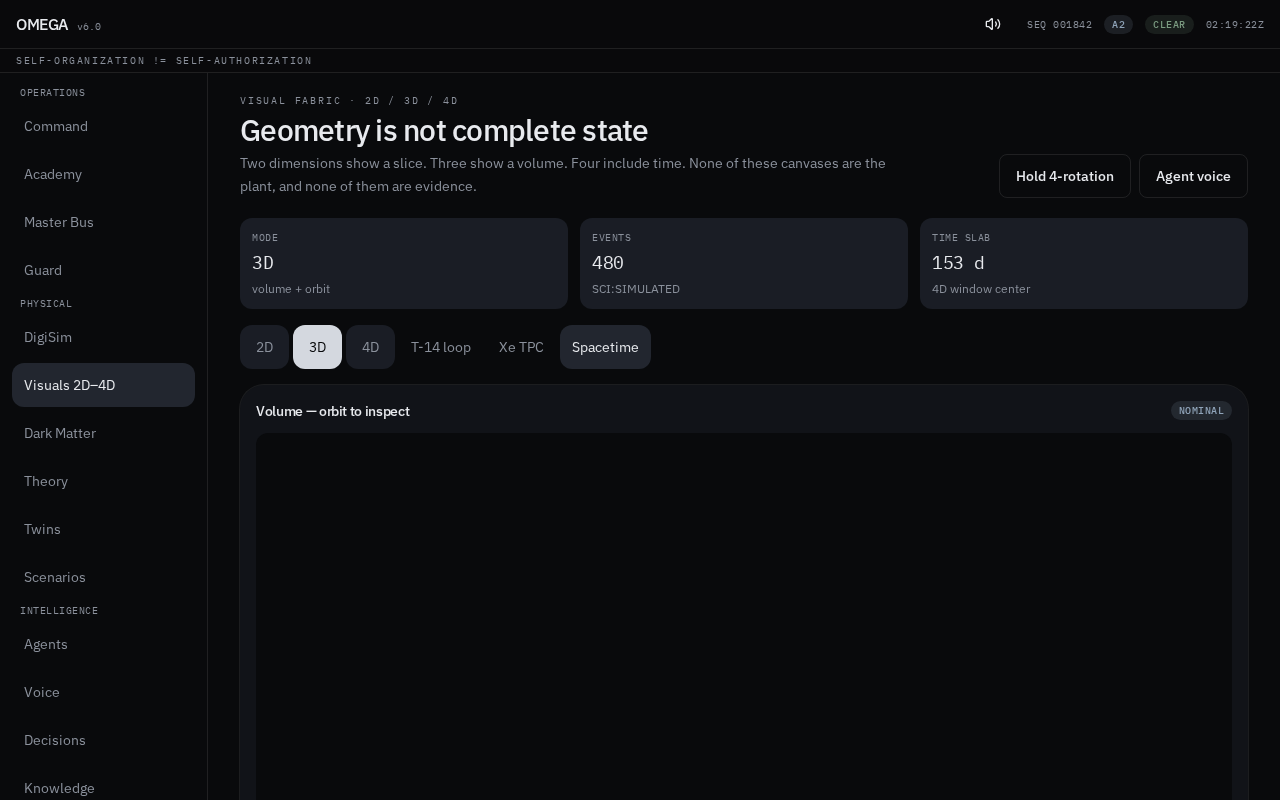 OMEGA v6.0
SEQ 001842 A2 CLEAR 02:19:22Z
SELF-ORGANIZATION != SELF-AUTHORIZATION
OPERATIONS
Command
Academy
Master Bus
Guard
PHYSICAL
DigiSim
Visuals 2D–4D
Dark Matter
Theory
Twins
Scenarios
INTELLIGENCE
Agents
Voice
Decisions
Knowledge
VISUAL FABRIC · 2D / 3D / 4D
Geometry is not complete state
Two dimensions show a slice. Three show a volume. Four include time. None of these canvases are the
plant, and none of them are evidence.
Hold 4-rotation
Agent voice
MODE
3D
volume + orbit
EVENTS
480
SCI:SIMULATED
TIME SLAB
153 d
4D window center
2D 3D 4D T-14 loop Xe TPC Spacetime
Volume — orbit to inspect
NOMINAL